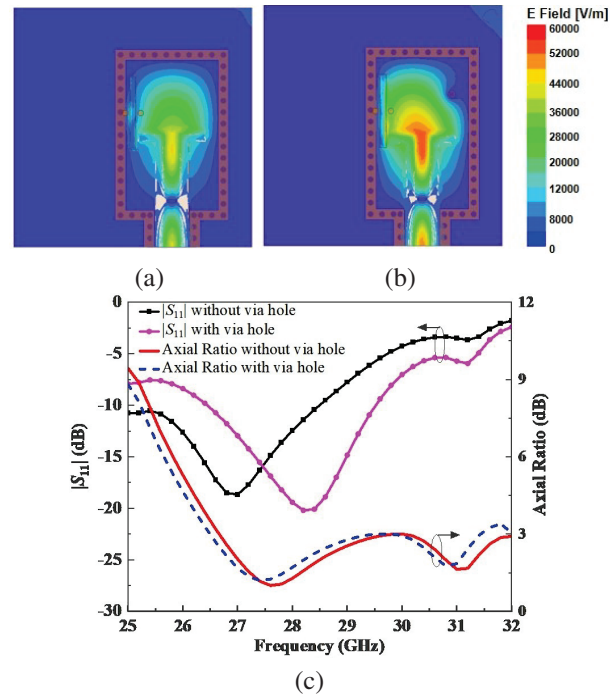 E Field [V/m]
60000
52000
44000
36000
28000
20000
12000
8000
0
(a)
(b)
|S11| without via hole
|S11| with via hole
Axial Ratio without via hole
Axial Ratio with via hole
0
-5
-10
-15
-20
-25
-30
|S11| (dB)
12
9
6
3
0
Axial Ratio (dB)
25 26 27 28 29 30 31 32
Frequency (GHz)
(c)